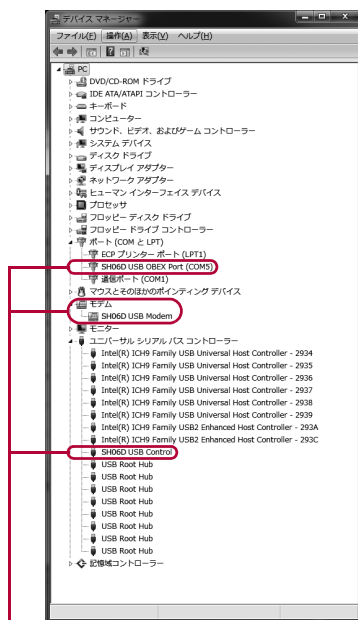 デバイス マネージャー
ファイル(F) 操作(A) 表示(V) ヘルプ(H)
PC
DVD/CD-ROM ドライブ
IDE ATA/ATAPI コントローラー
キーボード
コンピューター
サウンド、ビデオ、およびゲーム コントローラー
システム デバイス
ディスク ドライブ
ディスプレイ アダプター
ネットワーク アダプター
ヒューマン インターフェイス デバイス
プロセッサ
フロッピー ディスク ドライブ
フロッピー ドライブ コントローラー
ポート (COM と LPT)
ECP プリンター ポート (LPT1)
SH06D USB OBEX Port (COM5)
通信ポート (COM1)
マウスとそのほかのポインティング デバイス
モデム
SH06D USB Modem
モニター
ユニバーサル シリアル バス コントローラー
Intel(R) ICH9 Family USB Universal Host Controller - 2934
Intel(R) ICH9 Family USB Universal Host Controller - 2935
Intel(R) ICH9 Family USB Universal Host Controller - 2936
Intel(R) ICH9 Family USB Universal Host Controller - 2937
Intel(R) ICH9 Family USB Universal Host Controller - 2938
Intel(R) ICH9 Family USB Universal Host Controller - 2939
Intel(R) ICH9 Family USB2 Enhanced Host Controller - 293A
Intel(R) ICH9 Family USB2 Enhanced Host Controller - 293C
SH06D USB Control
USB Root Hub
USB Root Hub
USB Root Hub
USB Root Hub
USB Root Hub
USB Root Hub
USB Root Hub
USB Root Hub
記憶域コントローラー